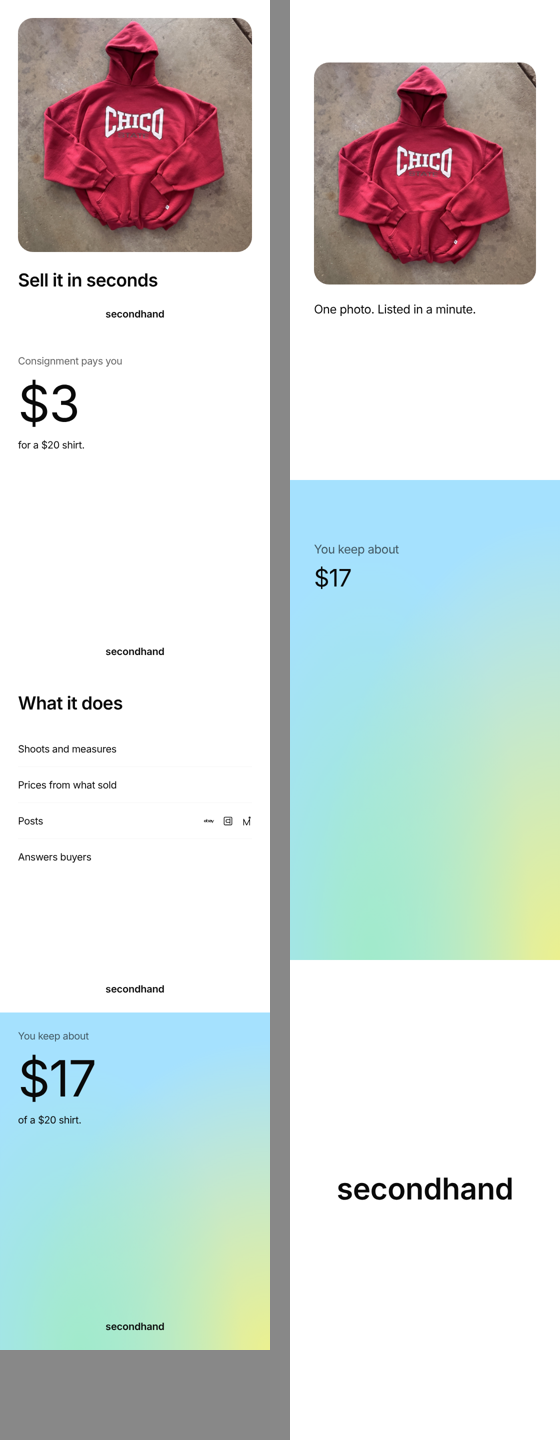 CHICO
Sell it in seconds
secondhand
Consignment pays you
$3
for a $20 shirt.
secondhand
What it does
Shoots and measures
Prices from what sold
Posts
ebay
Answers buyers
secondhand
You keep about
$17
of a $20 shirt.
secondhand
CHICO
One photo. Listed in a minute.
You keep about
$17
secondhand